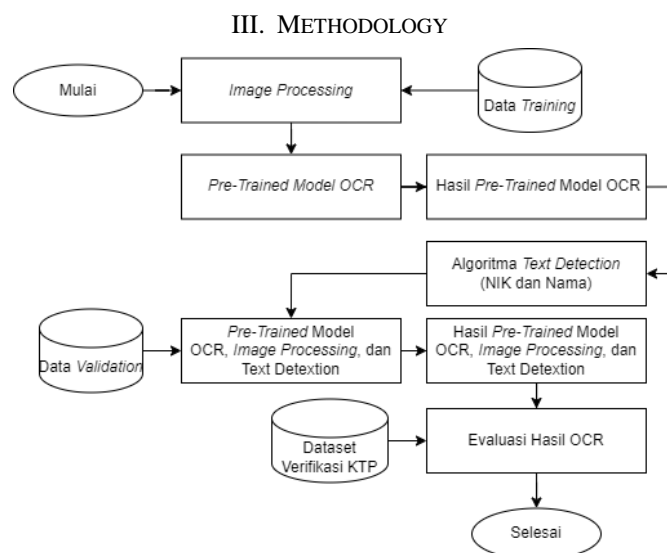 III. METHODOLOGY
Mulai
Image Processing
Data Training
Pre-Trained Model OCR
Hasil Pre-Trained Model OCR
Algoritma Text Detection
(NIK dan Nama)
Data Validation
Pre-Trained Model
OCR, Image Processing, dan
Text Detextion
Hasil Pre-Trained Model
OCR, Image Processing, dan
Text Detextion
Dataset
Verifikasi KTP
Evaluasi Hasil OCR
Selesai